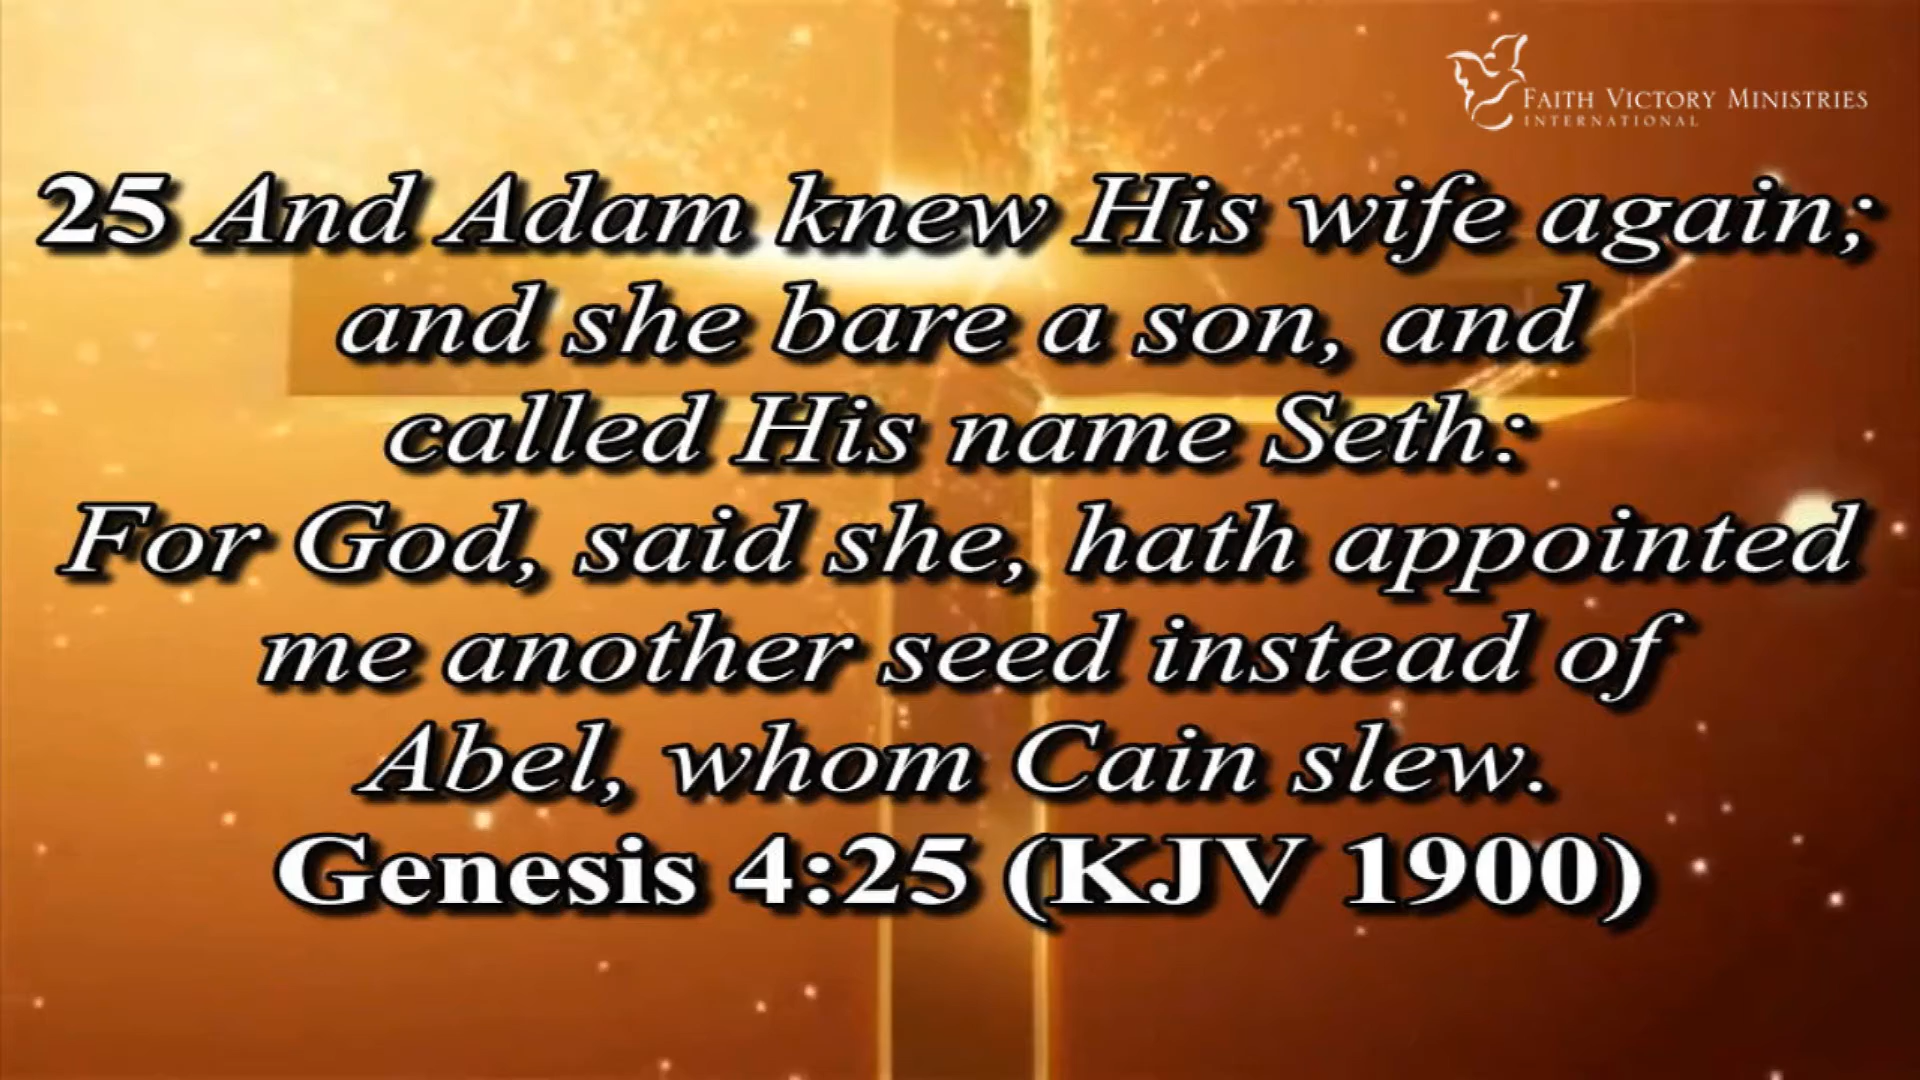 FAITH VICTORY MINISTRIES
INTERNATIONAL
25 And Adam knew His wife again;
and she bare a son, and
called His name Seth:
For God, said she, hath appointed
me another seed instead of
Abel, whom Cain slew.
Genesis 4:25 (KJV 1900)